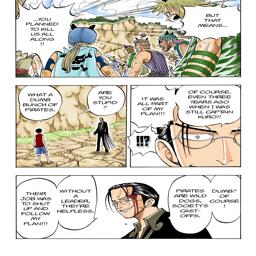 BUT
THAT
MEANS...
...YOU
PLANNED
TO KILL
US ALL
ALONG
!!
OF COURSE.
EVEN THREE
YEARS AGO
WHEN I WAS
STILL CAPTAIN
KURO!!
IT WAS
ALL PART
OF MY
PLAN!!!
!!?
ARE
YOU
STUPID
?
WHAT A
DUMB
BUNCH OF
PIRATES.
DUMB?
OF
COURSE
!
PIRATES
ARE WILD
DOGS,
SOCIETY'S
CAST-
OFFS.
WITHOUT
A
LEADER,
THEY'RE
HELPLESS.
THEIR
JOB WAS
TO SHUT
UP AND
FOLLOW
MY
PLAN!!!